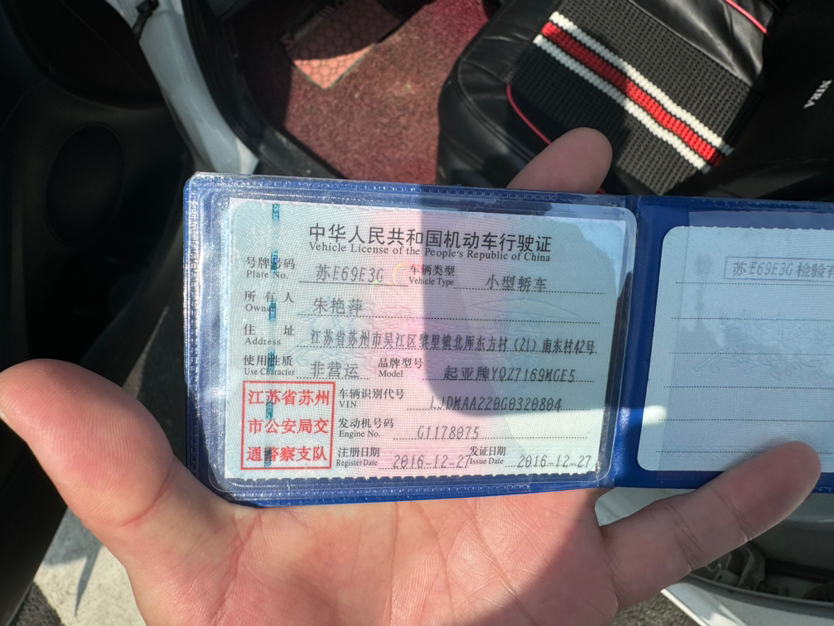 中华人民共和国机动车行驶证
Vehicle License of the People's Republic of China
号牌号码 苏E69E3G 车辆类型 小型轿车
Plate No. Vehicle Type
所有人 朱艳萍
Owner
住址 江苏省苏州市吴江区黎里镇北厍东方村(21)南东村42号
Address
使用性质 非营运 品牌型号 起亚牌YQZ7169MGE5
Use Character Model
江苏省苏州
市公安局交
通警察支队
车辆识别代号 LJDMAA220G0320804
VIN
发动机号码 G1178075
Engine No.
注册日期 2016-12-27 发证日期 2016-12-27
Register Date Issue Date
苏E69E3G 检验有